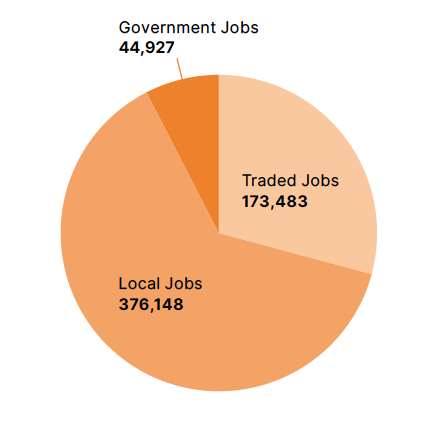 Government Jobs
44,927
Traded Jobs
173,483
Local Jobs
376,148